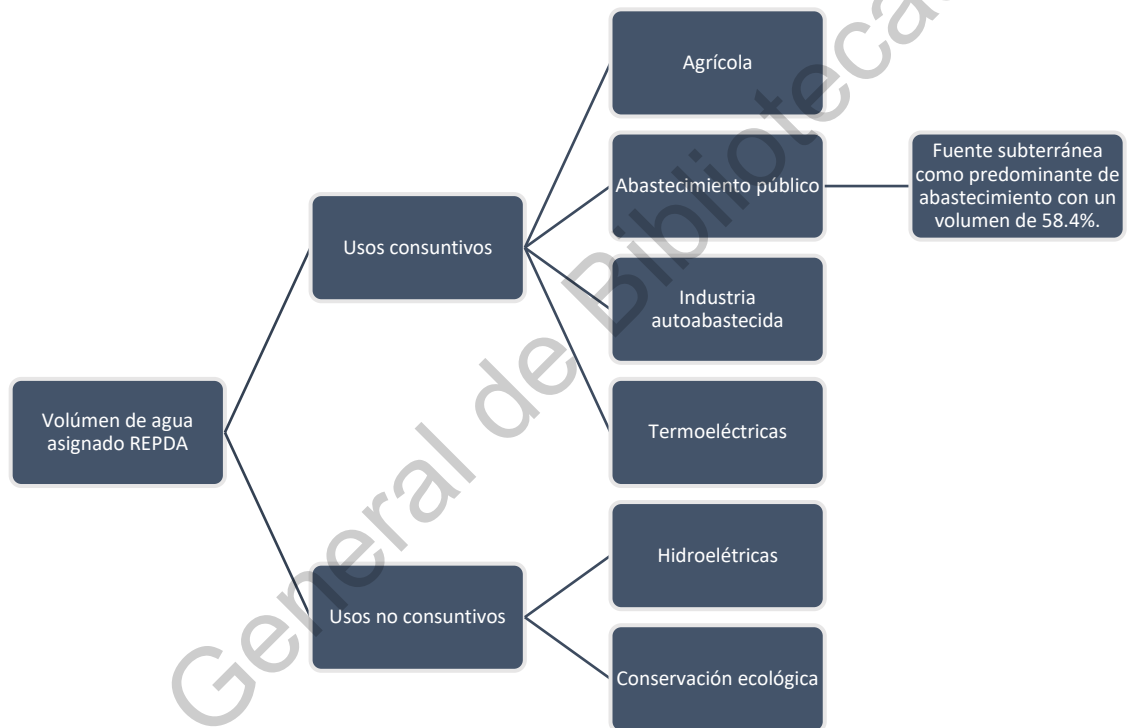 Agrícola
Fuente subterránea
como predominante de
abastecimiento con un
volumen de 58.4%.
Abastecimiento público
Usos consuntivos
Industria
autoabastecida
Volúmen de agua
asignado REPDA
Termoeléctricas
Hidroelétricas
Usos no consuntivos
Conservación ecológica
General de Bibliotecas